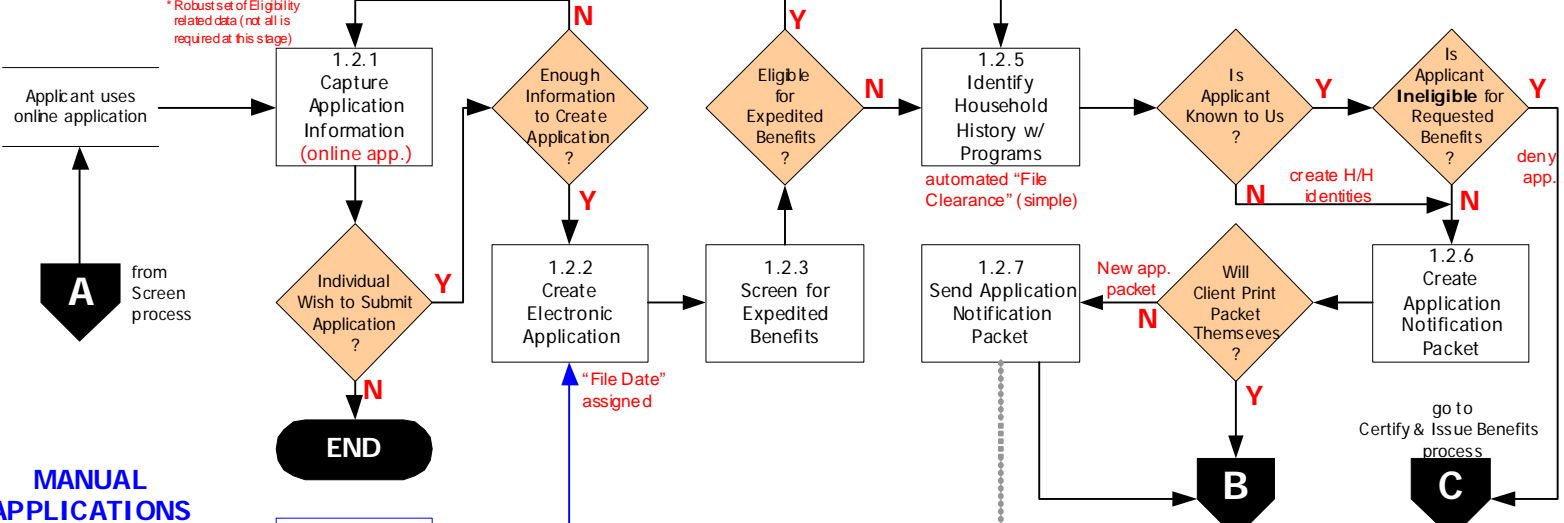 * Robust set of Eligibility
related data (not all is
required at this stage)
Applicant uses
online application
A
from
Screen
process
1.2.1
Capture
Application
Information
(online app.)
Individual
Wish to Submit
Application
?
Y
N
END
N
Enough
Information
to Create
Application
?
Y
1.2.2
Create
Electronic
Application
"File Date"
assigned
1.2.3
Screen for
Expedited
Benefits
Y
Eligible
for
Expedited
Benefits
?
N
1.2.5
Identify
Household
History w/
Programs
automated "File
Clearance" (simple)
Is
Applicant
Known to Us
?
Y
N
create H/H
identities
Is
Applicant
Ineligible for
Requested
Benefits
?
Y
deny
app.
N
1.2.6
Create
Application
Notification
Packet
Will
Client Print
Packet
Themseves
?
New app.
packet
N
Y
1.2.7
Send Application
Notification
Packet
B
go to
Certify & Issue Benefits
process
C
MANUAL
APPLICATIONS